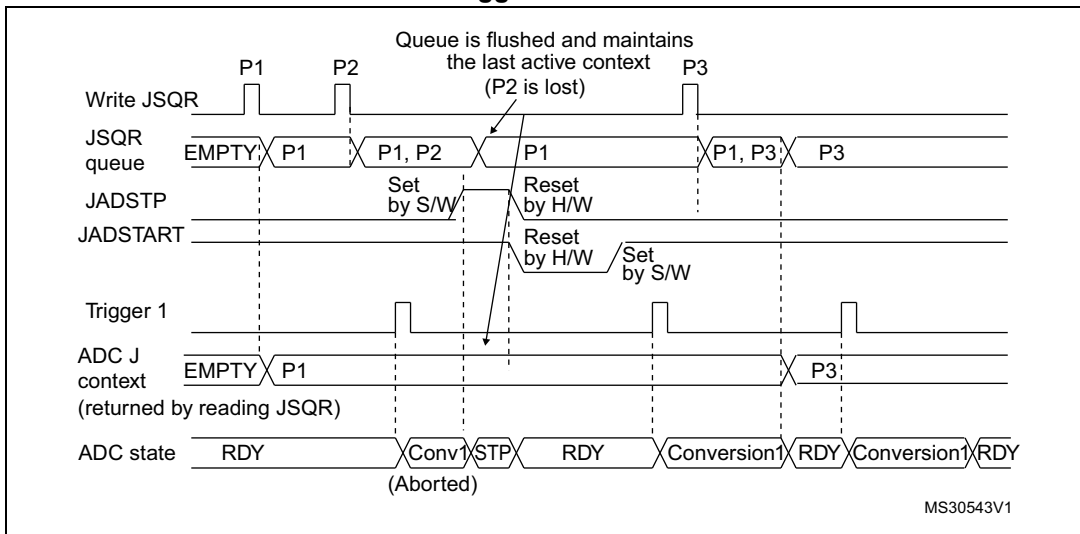 Queue is flushed and maintains
the last active context
(P2 is lost)
P1
P2
P3
Write JSQR
JSQR
queue
EMPTY
P1
P1, P2
P1
P1, P3
P3
Set
by S/W
Reset
by H/W
JADSTP
JADSTART
Reset
by H/W
Set
by S/W
Trigger 1
ADC J
context
(returned by reading JSQR)
EMPTY
P1
P3
ADC state
RDY
Conv1
STP
RDY
Conversion1
RDY
Conversion1
RDY
(Aborted)
MS30543V1